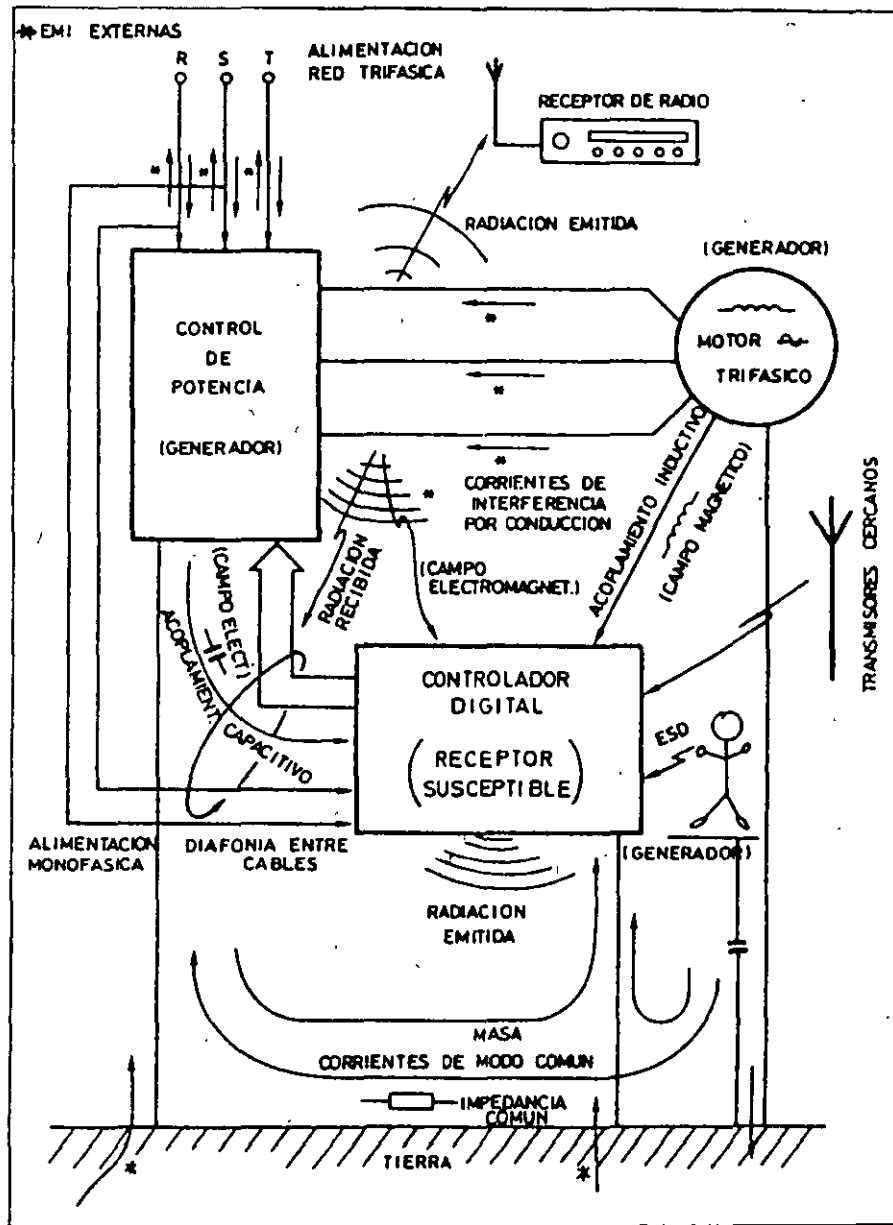 * EMI EXTERNAS
R S T
ALIMENTACION
RED TRIFASICA
RECEPTOR DE RADIO
* * *
RADIACION EMITIDA
(GENERADOR)
MOTOR
TRIFASICO
CONTROL
DE
POTENCIA
(GENERADOR)
*
*
*
CORRIENTES DE
INTERFERENCIA
POR CONDUCCION
*
RADIACION
RECIBIDA
(CAMPO
ELECTROMAGNET.)
ACOPLAMIENTO INDUCTIVO
(CAMPO MAGNETICO)
TRANSMISORES CERCANOS
(CAMPO ELECT)
ACOPLAMIENT. CAPACITIVO
CONTROLADOR
DIGITAL
(RECEPTOR
SUSCEPTIBLE)
ESD
(GENERADOR)
ALIMENTACION
MONOFASICA
DIAFONIA ENTRE
CABLES
RADIACION
EMITIDA
MASA
CORRIENTES DE MODO COMUN
IMPEDANCIA
COMUN
TIERRA
* *